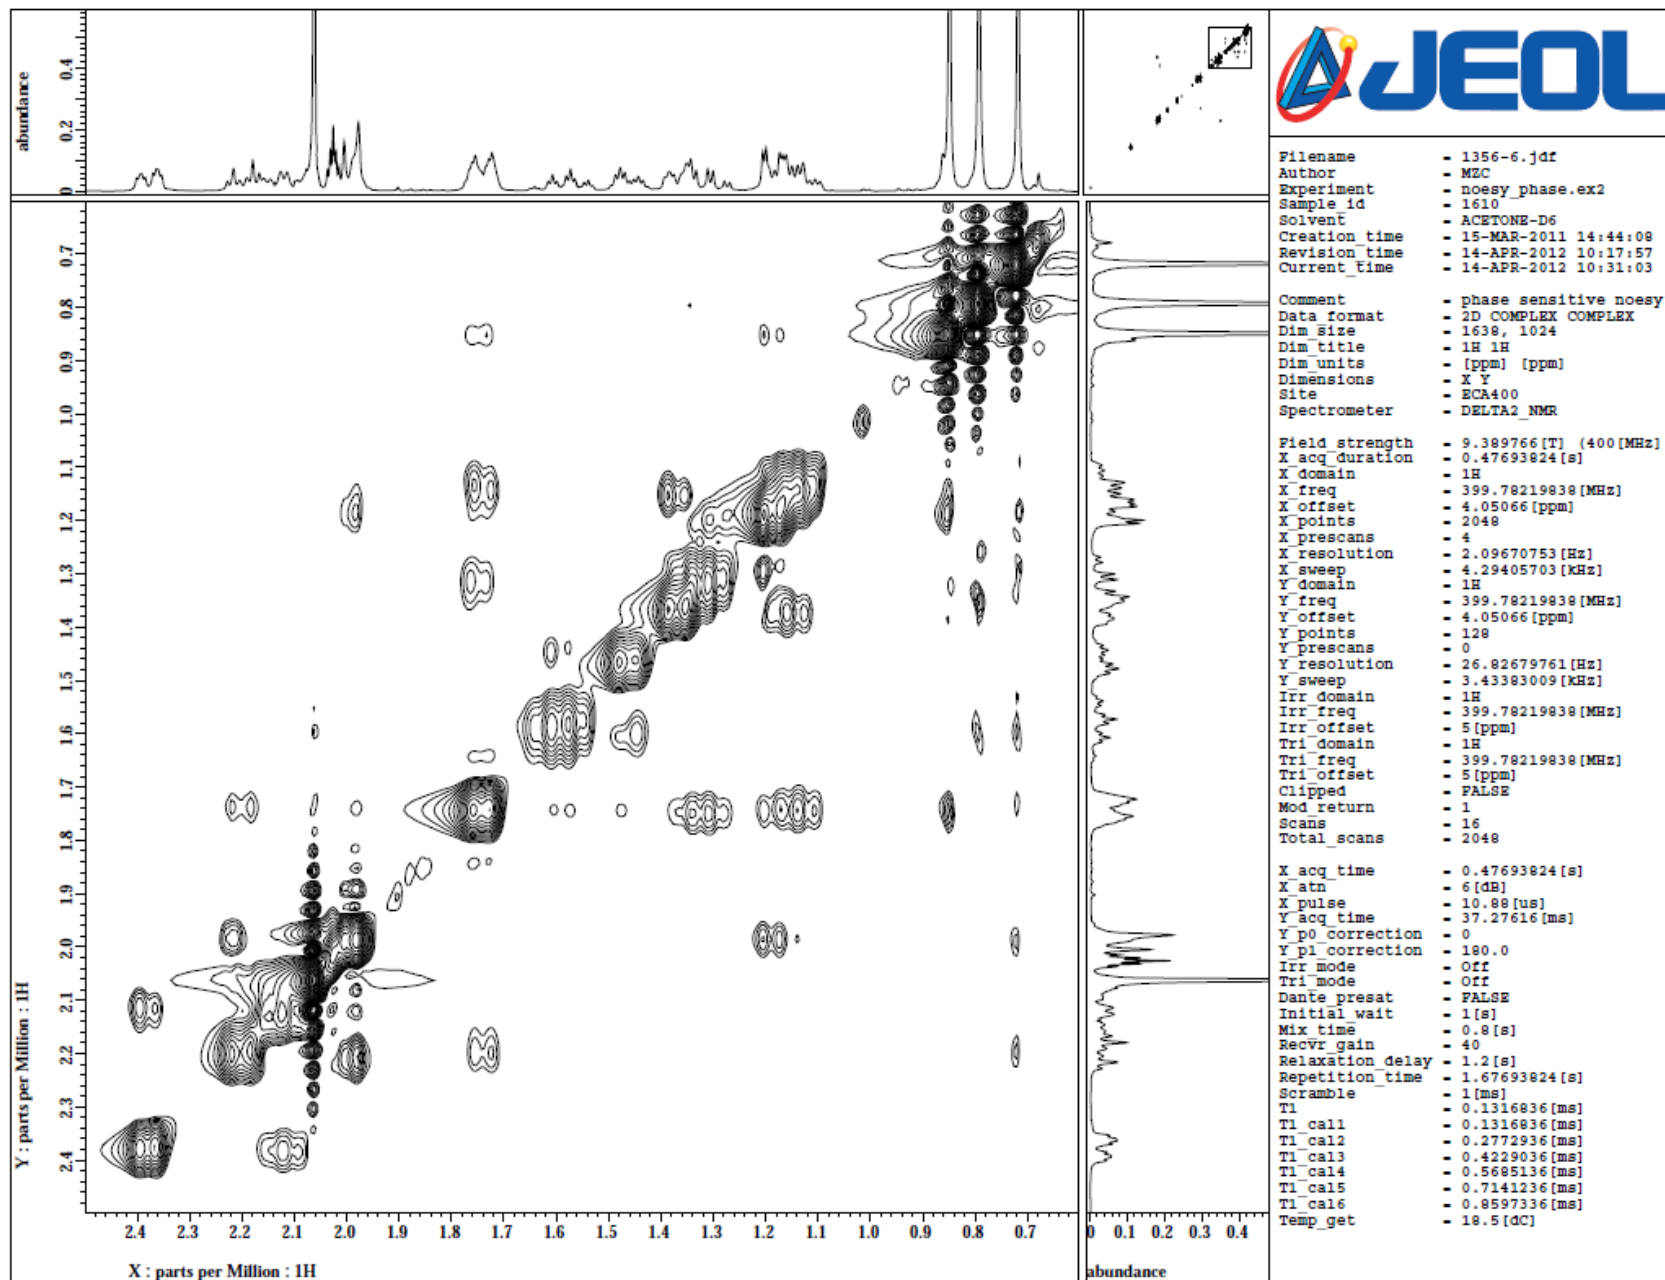 JEOL
abundance
0.4
0.2
0
Y : parts per Million : 1H
0.7
0.8
0.9
1.0
1.1
1.2
1.3
1.4
1.5
1.6
1.7
1.8
1.9
2.0
2.1
2.2
2.3
2.4
2.4 2.3 2.2 2.1 2.0 1.9 1.8 1.7 1.6 1.5 1.4 1.3 1.2 1.1 1.0 0.9 0.8 0.7
X : parts per Million : 1H
0 0.1 0.2 0.3 0.4
abundance
Filename = 1356-6.jdf
Author = MZC
Experiment = noesy_phase.ex2
Sample_id = 1610
Solvent = ACETONE-D6
Creation_time = 15-MAR-2011 14:44:08
Revision_time = 14-APR-2012 10:17:57
Current_time = 14-APR-2012 10:31:03
Comment = phase sensitive noesy
Data_format = 2D COMPLEX COMPLEX
Dim_size = 1638, 1024
Dim_title = 1H 1H
Dim_units = [ppm] [ppm]
Dimensions = X Y
Site = ECA400
Spectrometer = DELTA2_NMR
Field_strength = 9.389766[T] (400[MHz]
X_acq_duration = 0.47693824[s]
X_domain = 1H
X_freq = 399.78219838[MHz]
X_offset = 4.05066[ppm]
X_points = 2048
X_prescans = 4
X_resolution = 2.09670753[Hz]
X_sweep = 4.29405703[kHz]
Y_domain = 1H
Y_freq = 399.78219838[MHz]
Y_offset = 4.05066[ppm]
Y_points = 128
Y_prescans = 0
Y_resolution = 26.82679761[Hz]
Y_sweep = 3.43383009[kHz]
Irr_domain = 1H
Irr_freq = 399.78219838[MHz]
Irr_offset = 5[ppm]
Tri_domain = 1H
Tri_freq = 399.78219838[MHz]
Tri_offset = 5[ppm]
Clipped = FALSE
Mod_return = 1
Scans = 16
Total_scans = 2048
X_acq_time = 0.47693824[s]
X_atn = 6[dB]
X_pulse = 10.88[us]
Y_acq_time = 37.27616[ms]
Y_p0_correction = 0
Y_p1_correction = 180.0
Irr_mode = Off
Tri_mode = Off
Dante_presat = FALSE
Initial_wait = 1[s]
Mix_time = 0.8[s]
Recvr_gain = 40
Relaxation_delay = 1.2[s]
Repetition_time = 1.67693824[s]
Scramble = 1[ms]
T1 = 0.1316836[ms]
T1_cal1 = 0.1316836[ms]
T1_cal2 = 0.2772936[ms]
T1_cal3 = 0.4229036[ms]
T1_cal4 = 0.5685136[ms]
T1_cal5 = 0.7141236[ms]
T1_cal6 = 0.8597336[ms]
Temp_get = 18.5[dC]